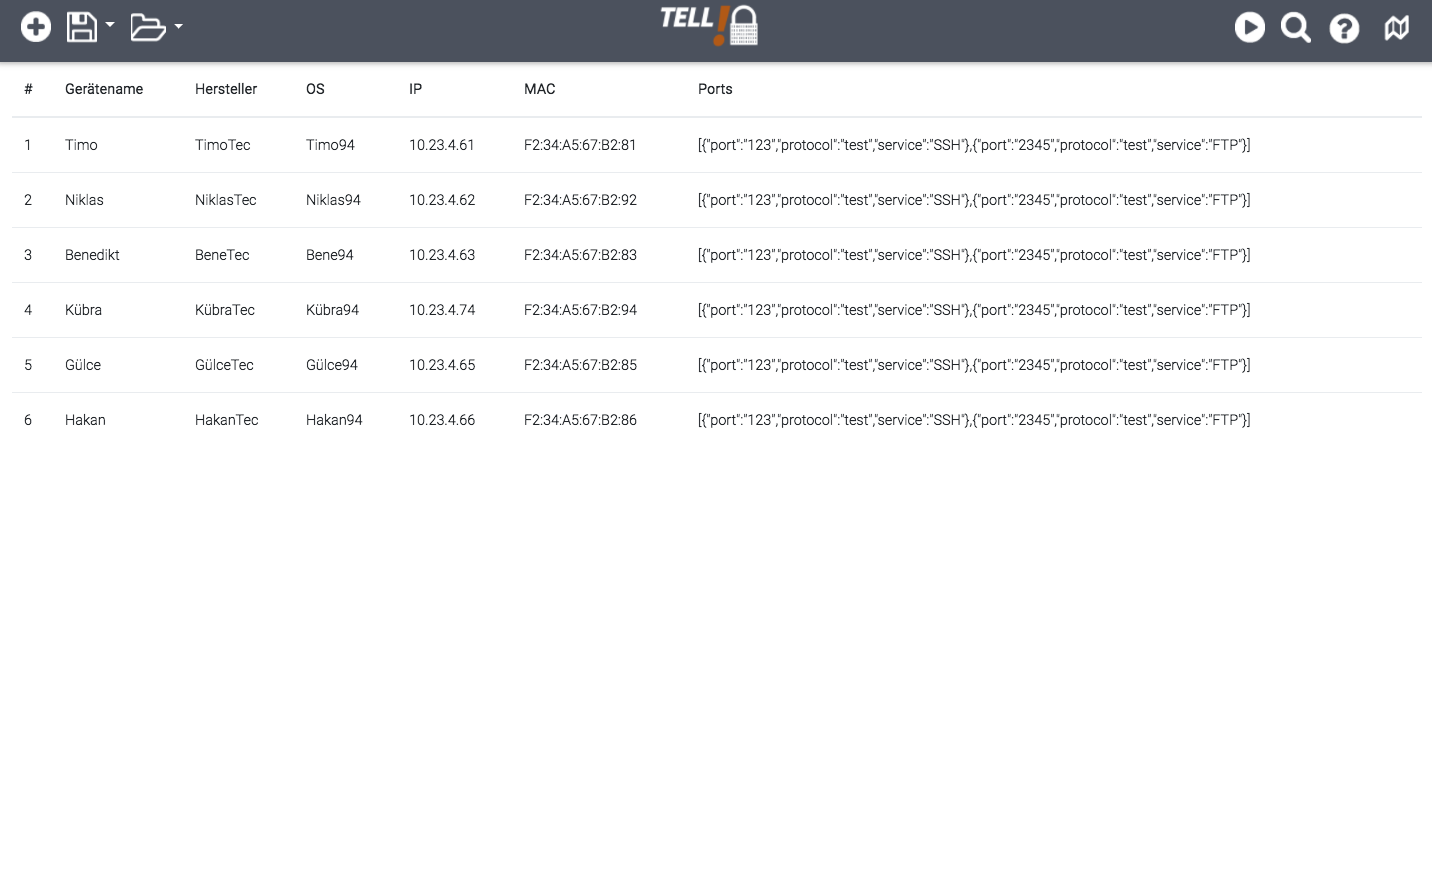 TELL!
# Gerätename Hersteller OS IP MAC Ports
1 Timo TimoTec Timo94 10.23.4.61 F2:34:A5:67:B2:81 [{"port":"123","protocol":"test","service":"SSH"},{"port":"2345","protocol":"test","service":"FTP"}]
2 Niklas NiklasTec Niklas94 10.23.4.62 F2:34:A5:67:B2:92 [{"port":"123","protocol":"test","service":"SSH"},{"port":"2345","protocol":"test","service":"FTP"}]
3 Benedikt BeneTec Bene94 10.23.4.63 F2:34:A5:67:B2:83 [{"port":"123","protocol":"test","service":"SSH"},{"port":"2345","protocol":"test","service":"FTP"}]
4 Kübra KübraTec Kübra94 10.23.4.74 F2:34:A5:67:B2:94 [{"port":"123","protocol":"test","service":"SSH"},{"port":"2345","protocol":"test","service":"FTP"}]
5 Gülce GülceTec Gülce94 10.23.4.65 F2:34:A5:67:B2:85 [{"port":"123","protocol":"test","service":"SSH"},{"port":"2345","protocol":"test","service":"FTP"}]
6 Hakan HakanTec Hakan94 10.23.4.66 F2:34:A5:67:B2:86 [{"port":"123","protocol":"test","service":"SSH"},{"port":"2345","protocol":"test","service":"FTP"}]